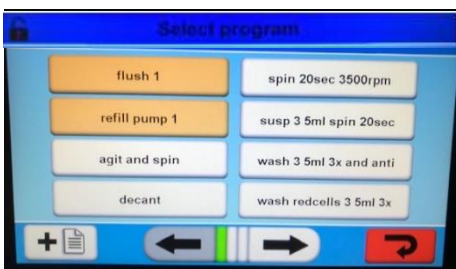 Select program
flush 1
refill pump 1
agit and spin
decant
spin 20sec 3500rpm
susp 3 5ml spin 20sec
wash 3 5ml 3x and anti
wash redcells 3 5ml 3x